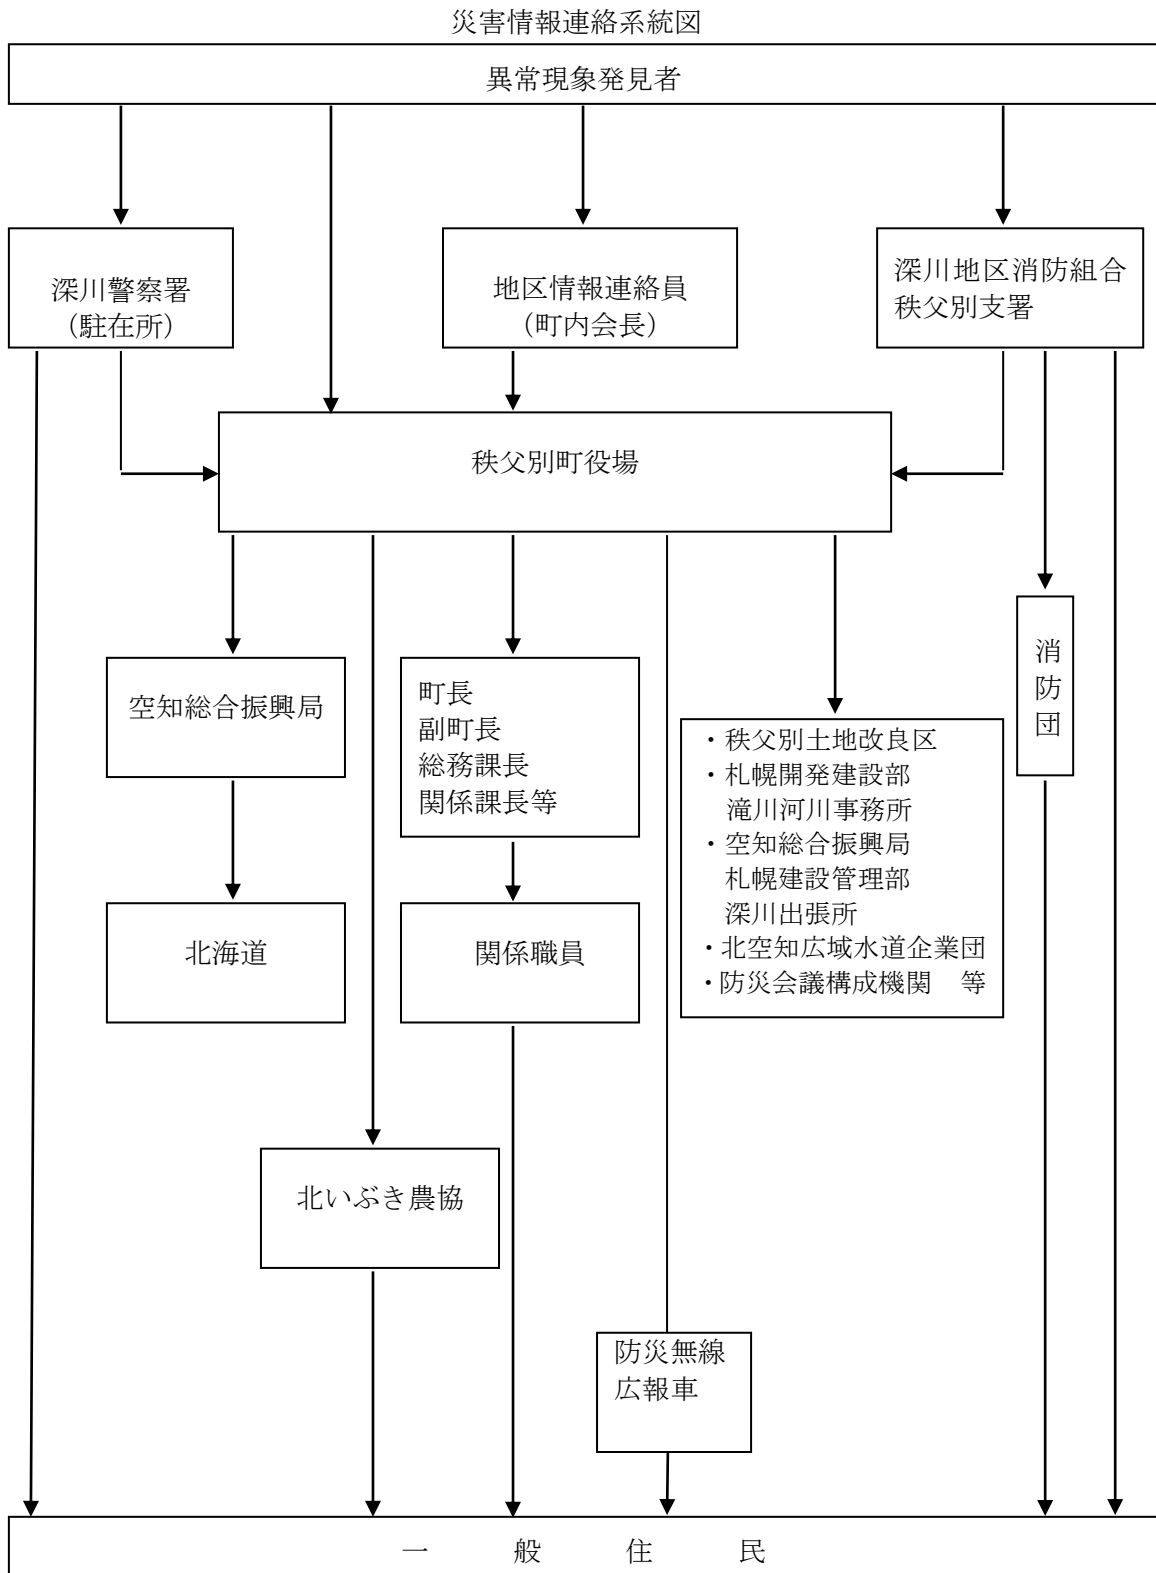 災害情報連絡系統図
異常現象発見者
深川警察署
（駐在所）
地区情報連絡員
（町内会長）
深川地区消防組合
秩父別支署
秩父別町役場
空知総合振興局
町長
副町長
総務課長
関係課長等
・秩父別土地改良区
・札幌開発建設部
滝川河川事務所
・空知総合振興局
札幌建設管理部
深川出張所
・北空知広域水道企業団
・防災会議構成機関　等
消防団
北海道
関係職員
北いぶき農協
防災無線
広報車
一　般　住　民